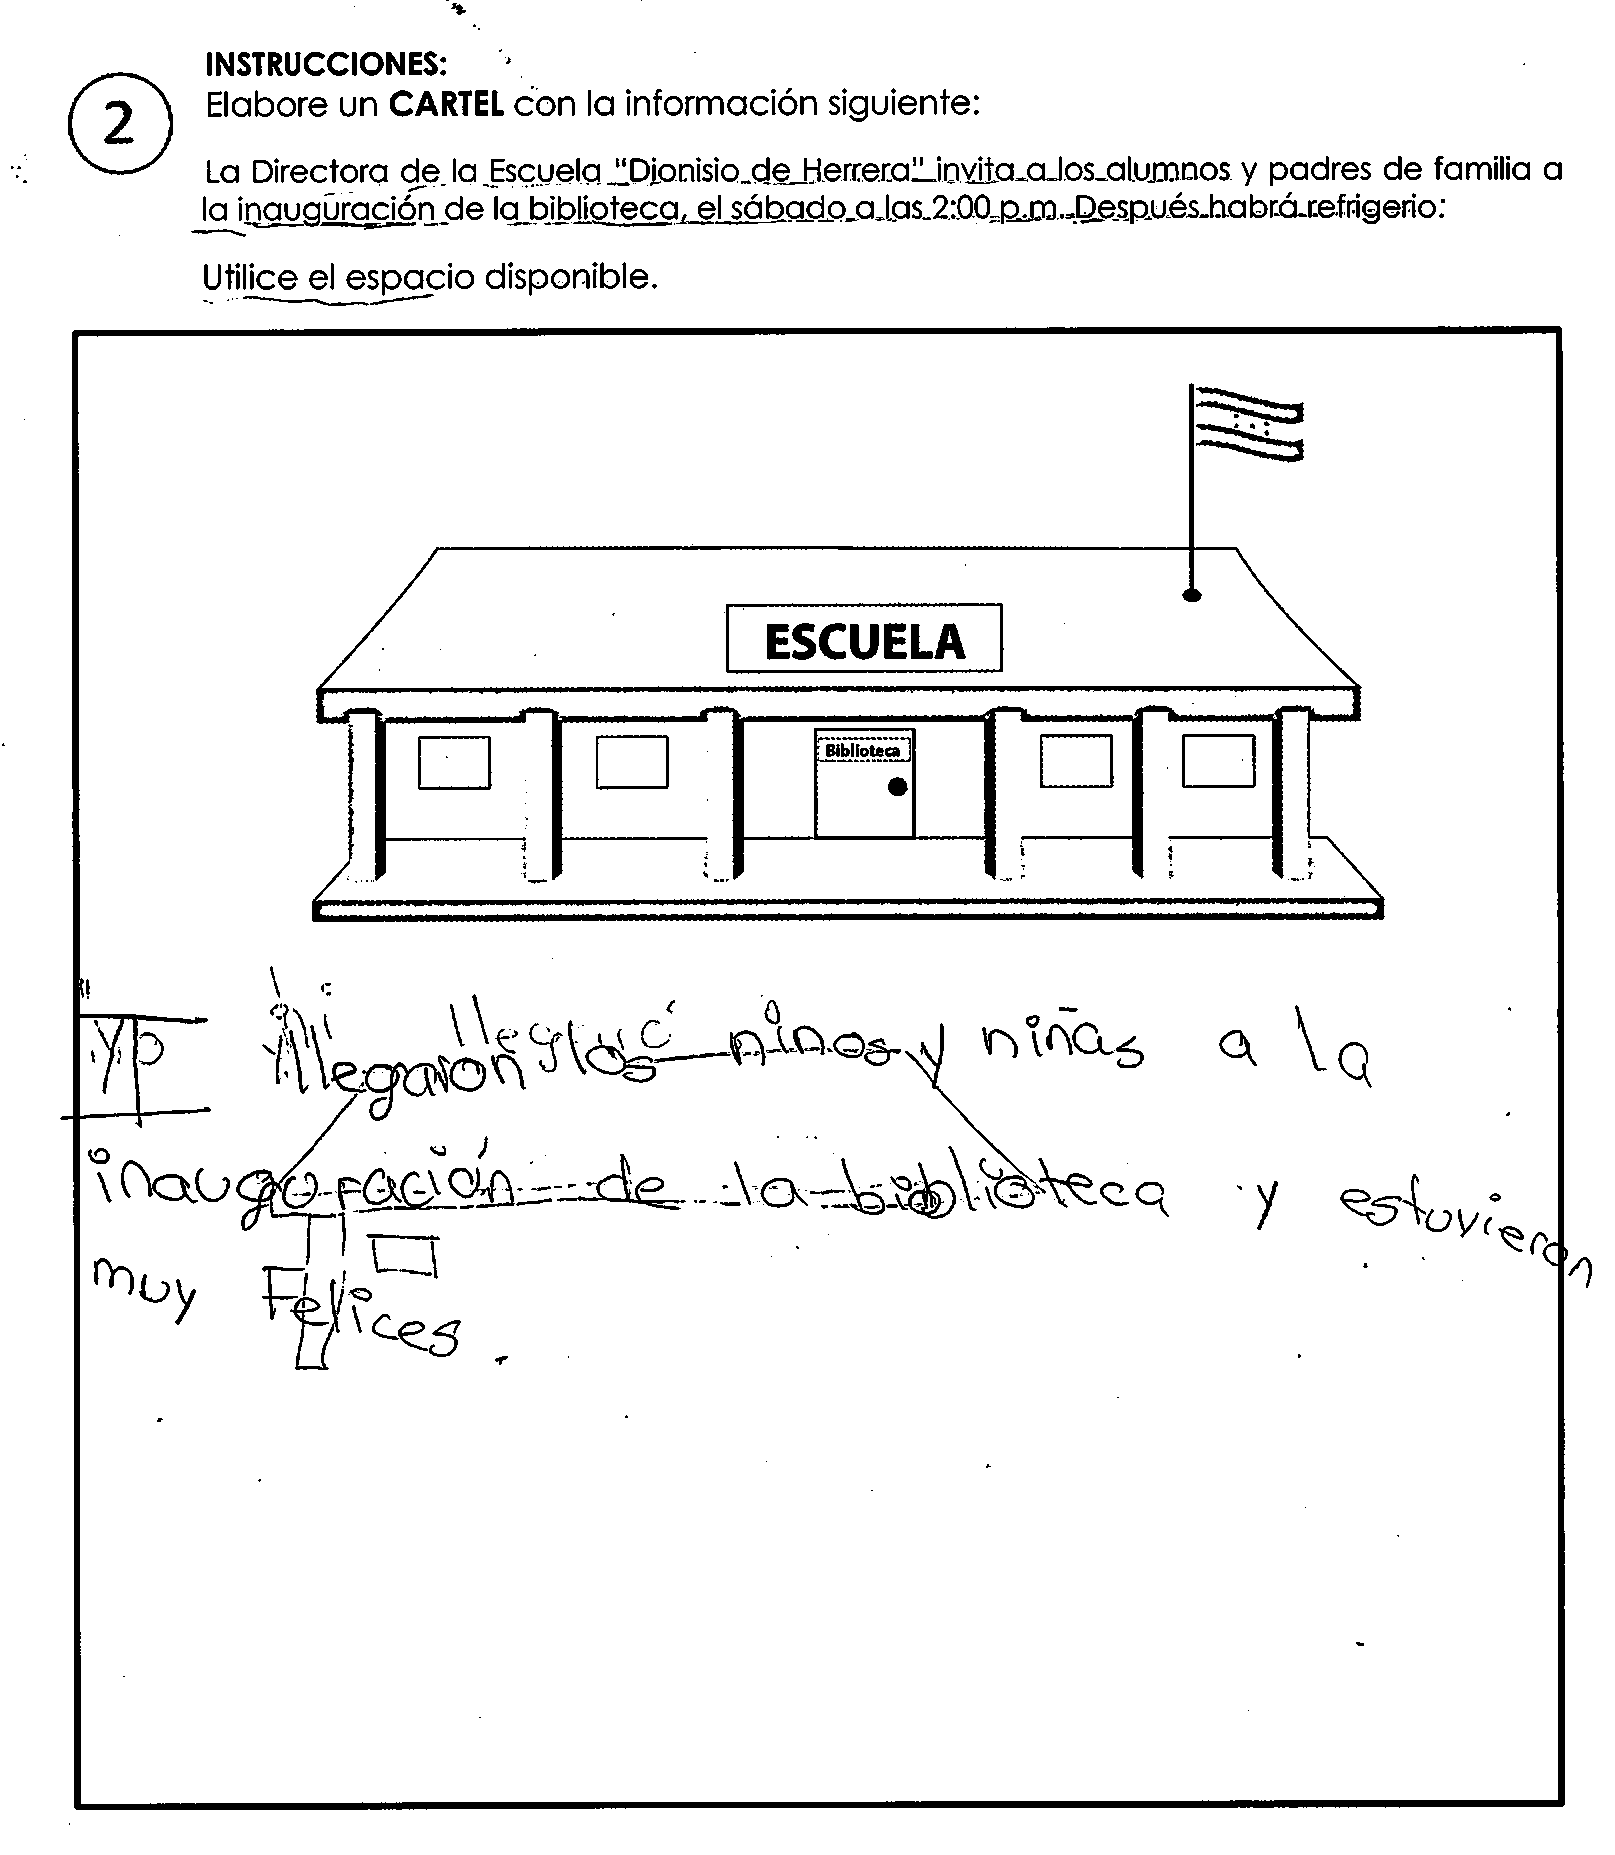 INSTRUCCIONES:
2
Elabore un CARTEL con la información siguiente:
La Directora de la Escuela "Dionisio de Herrera" invita a los alumnos y padres de familia a
la inauguración de la biblioteca, el sábado a las 2:00 p.m. Después habrá refrigerio:
Utilice el espacio disponible.
ESCUELA
Biblioteca
llegaron los niños y niñas a la
inauguración de la biblioteca y estuvieron
muy Felices.